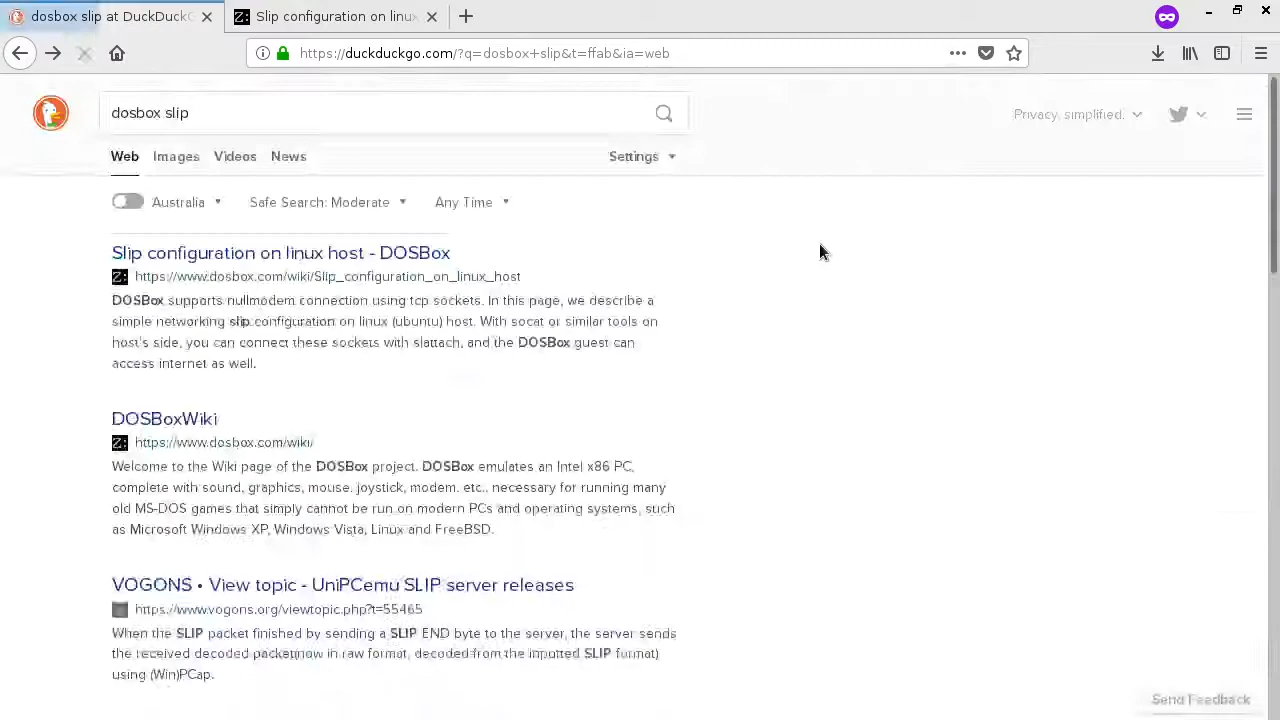 dosbox slip at DuckDuckG
Slip configuration on linux
https://duckduckgo.com/?q=dosbox+slip&t=ffab&ia=web
dosbox slip
Privacy, simplified.
Web Images Videos News Settings
Australia Safe Search: Moderate Any Time
Slip configuration on linux host - DOSBox
Z: https://www.dosbox.com/wiki/Slip_configuration_on_linux_host
DOSBox supports nullmodem connection using tcp sockets. In this page, we describe a
simple networking slip configuration on linux (ubuntu) host. With socat or similar tools on
host's side, you can connect these sockets with slattach, and the DOSBox guest can
access internet as well.
DOSBoxWiki
Z: https://www.dosbox.com/wiki/
Welcome to the Wiki page of the DOSBox project. DOSBox emulates an Intel x86 PC,
complete with sound, graphics, mouse, joystick, modem, etc., necessary for running many
old MS-DOS games that simply cannot be run on modern PCs and operating systems, such
as Microsoft Windows XP, Windows Vista, Linux and FreeBSD.
VOGONS • View topic - UniPCemu SLIP server releases
https://www.vogons.org/viewtopic.php?t=55465
When the SLIP packet finished by sending a SLIP END byte to the server, the server sends
the received decoded packet(now in raw format, decoded from the inputted SLIP format)
using (Win)PCap.
Send Feedback